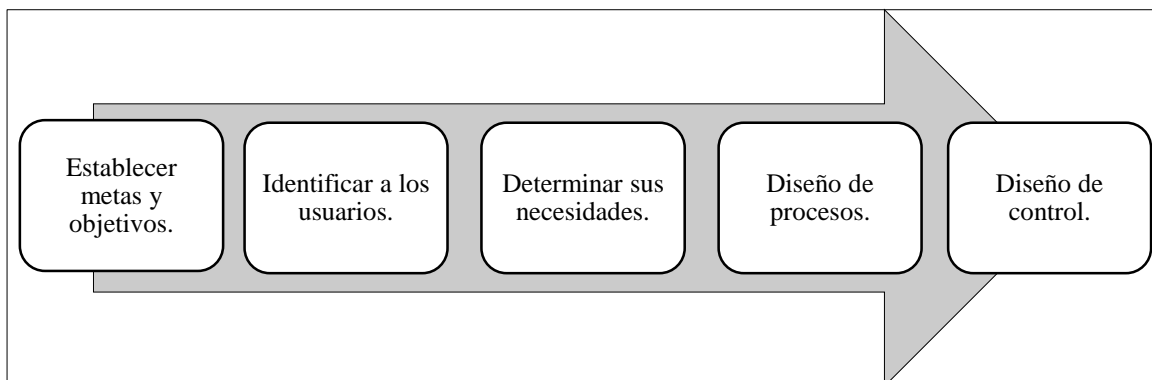 Establecer
metas y
objetivos.
Identificar a los
usuarios.
Determinar sus
necesidades.
Diseño de
procesos.
Diseño de
control.